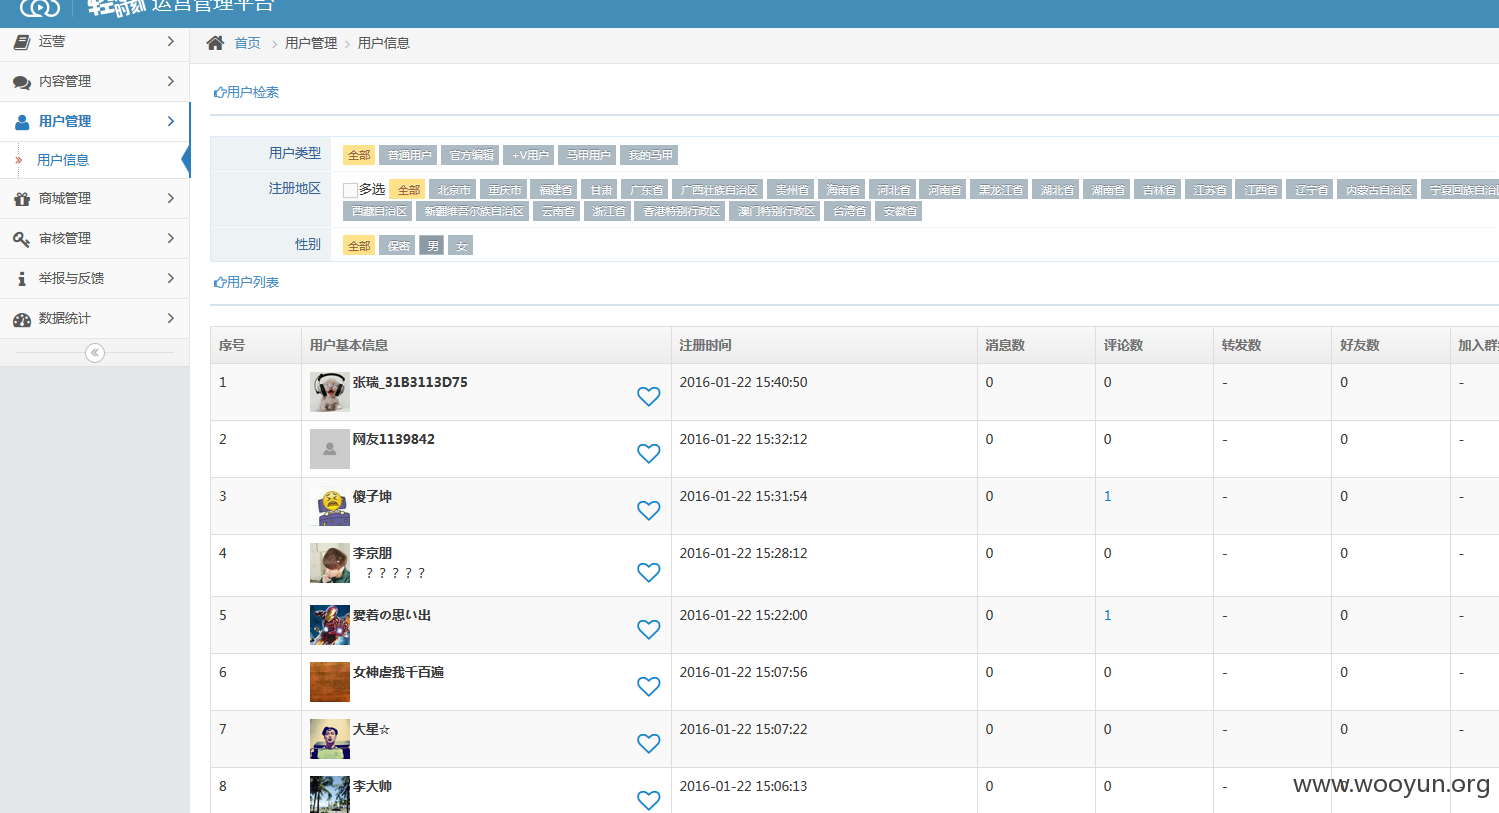 轻时刻 运营管理平台
运营
内容管理
用户管理
用户信息
商城管理
审核管理
举报与反馈
数据统计
首页 用户管理 用户信息
用户检索
用户类型 全部 普通用户 官方编辑 +V用户 马甲用户 我的马甲
注册地区 多选 全部 北京市 重庆市 福建省 甘肃 广东省 广西壮族自治区 贵州省 海南省 河北省 河南省 黑龙江省 湖北省 湖南省 吉林省 江苏省 江西省 辽宁省 内蒙古自治区 宁夏回族自治区
西藏自治区 新疆维吾尔族自治区 云南省 浙江省 香港特别行政区 澳门特别行政区 台湾省 安徽省
性别 全部 保密 男 女
用户列表
序号 用户基本信息 注册时间 消息数 评论数 转发数 好友数 加入群
1 张瑞_31B3113D75 2016-01-22 15:40:50 0 0 - 0 -
2 网友1139842 2016-01-22 15:32:12 0 0 - 0 -
3 傻子坤 2016-01-22 15:31:54 0 1 - 0 -
4 李京朋 2016-01-22 15:28:12 0 0 - 0 -
？？？？？
5 愛着の思い出 2016-01-22 15:22:00 0 1 - 0 -
6 女神虐我千百遍 2016-01-22 15:07:56 0 0 - 0 -
7 大星☆ 2016-01-22 15:07:22 0 0 - 0 -
8 李大帅 2016-01-22 15:06:13 0 0 - 0 -
www.wooyun.org